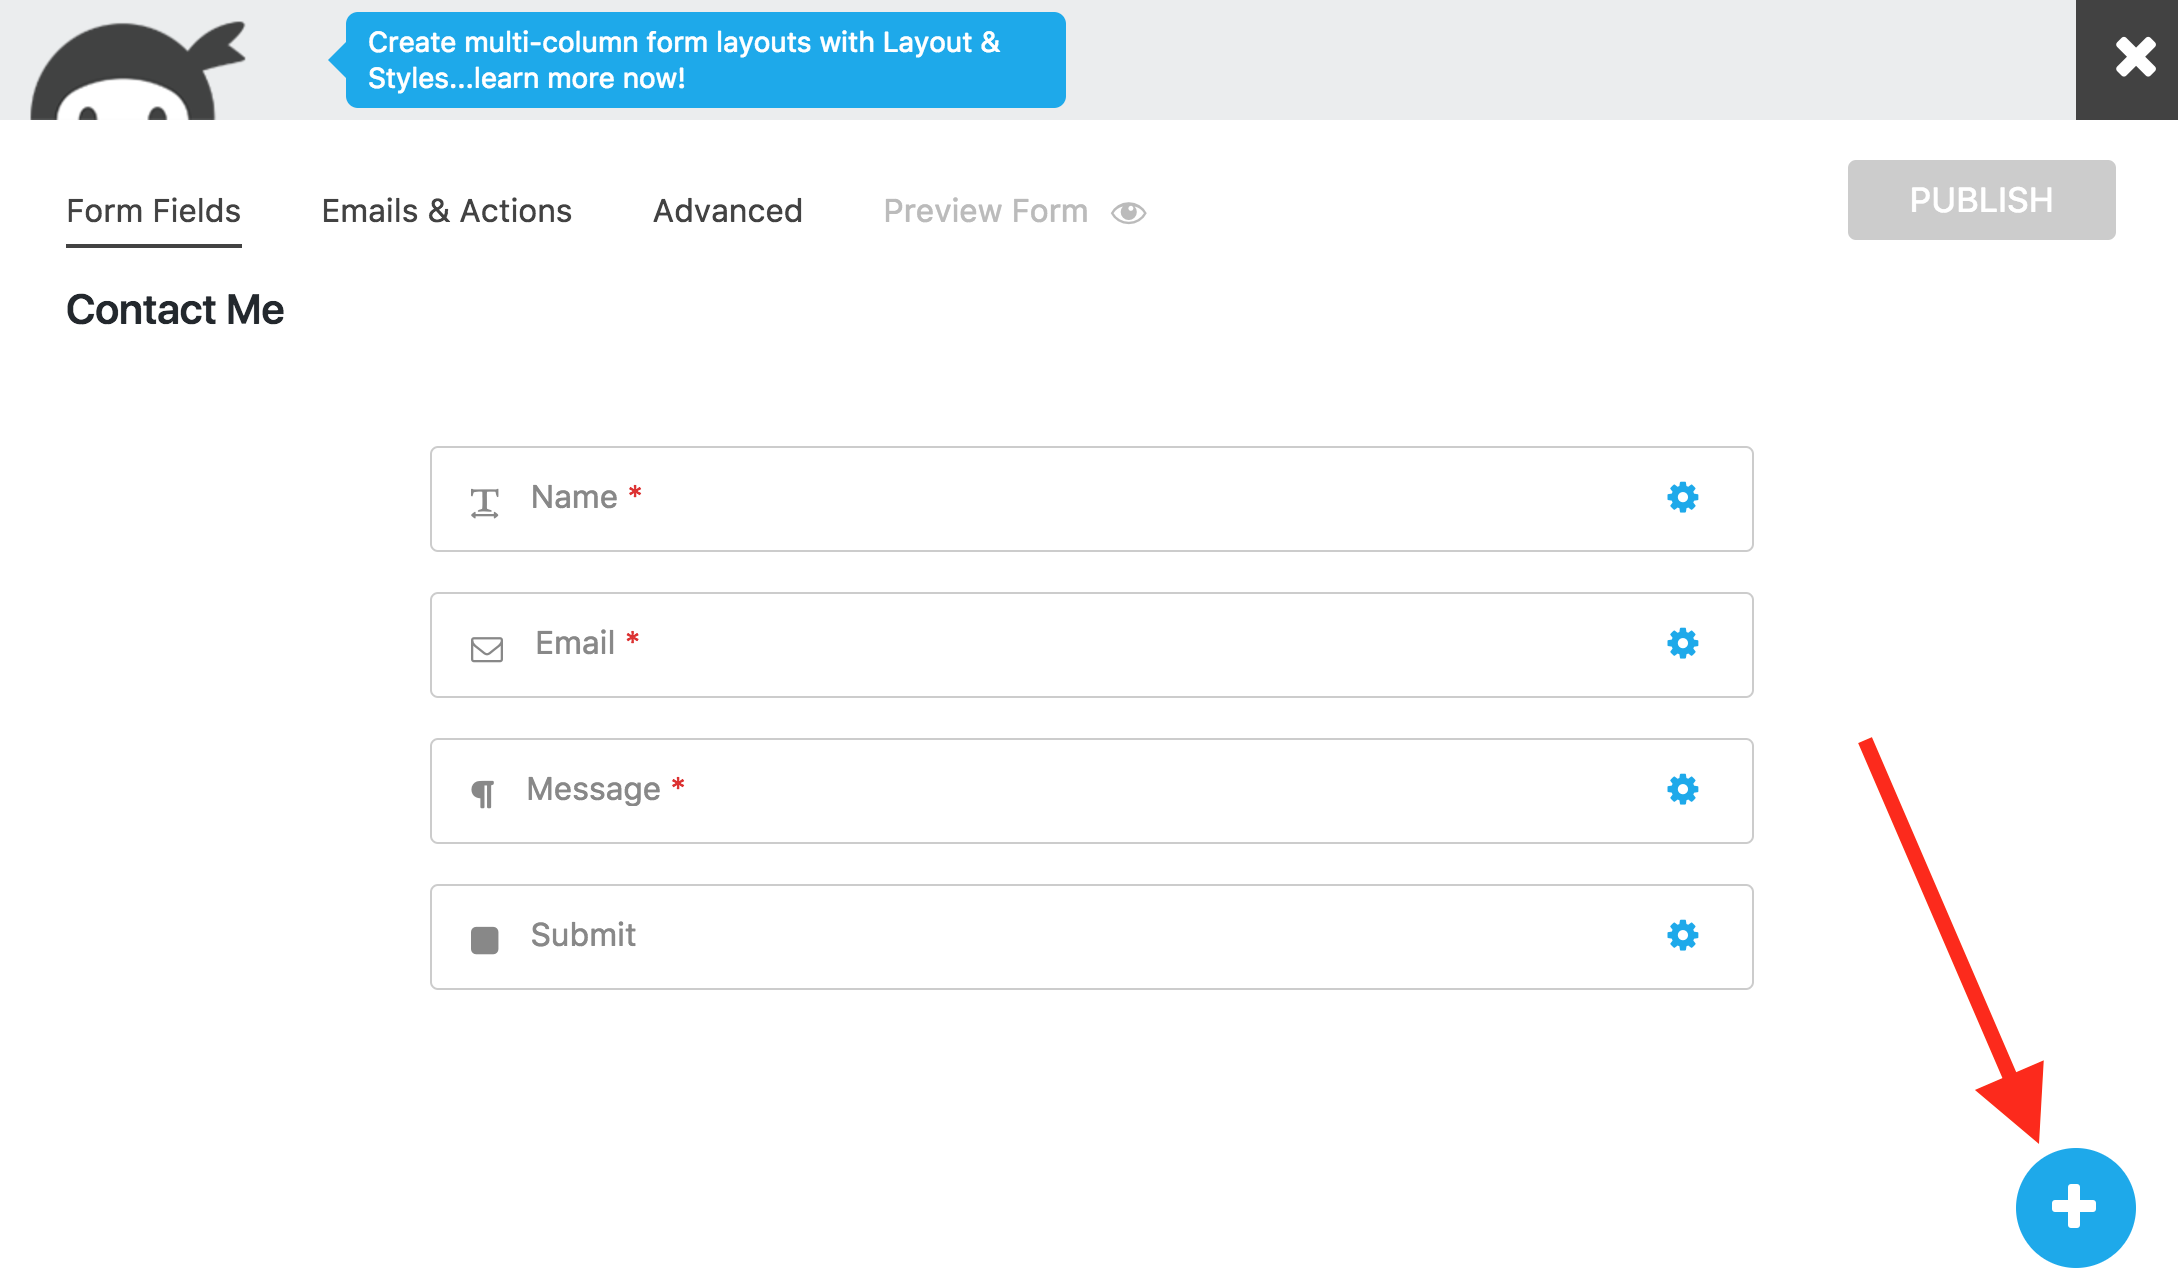 Create multi-column form layouts with Layout &
Styles...learn more now!
Form Fields
Emails & Actions
Advanced
Preview Form
PUBLISH
Contact Me
Name *
Email *
Message *
Submit